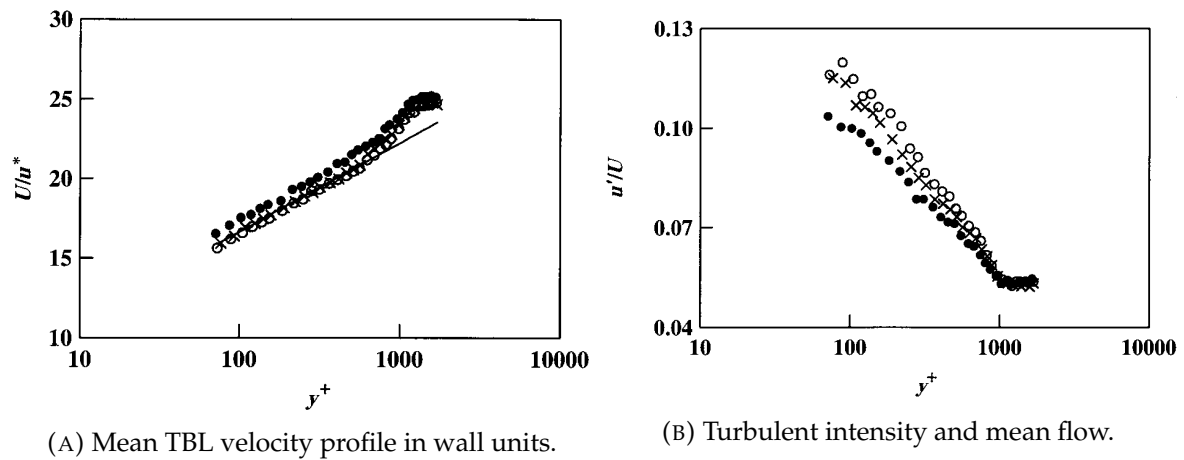 30
25
20
15
10
U/u*
10
100
1000
10000
y+
(A) Mean TBL velocity profile in wall units.
0.13
0.10
0.07
0.04
u'/U
10
100
1000
10000
y+
(B) Turbulent intensity and mean flow.